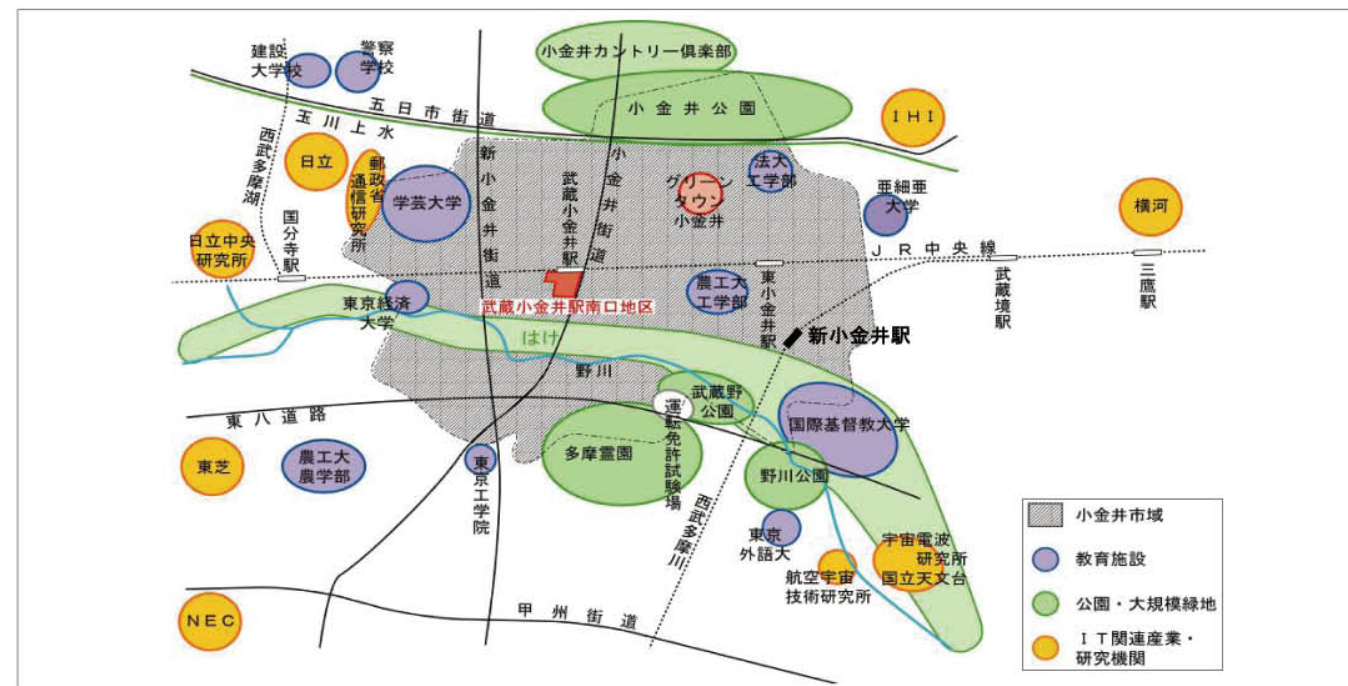 小金井カントリー倶楽部
建設
大学校
警察
学校
小金井公園
五日市街道
玉川上水
IHI
西武多摩湖
日立
郵政省
通信研究所
学芸大学
新小金井街道
小金井街道
武蔵小金井駅
グリーン
タウン
小金井
法大
工学部
亜細亜
大学
横河
日立中央
研究所
国分寺駅
JR中央線
東京経済
大学
武蔵小金井駅南口地区
農工大
工学部
東小金井駅
武蔵境駅
三鷹駅
はけ
新小金井駅
野川
武蔵野
公園
運転免許試験場
国際基督教大学
東八道路
東芝
農工大
農学部
東京工学院
多摩霊園
野川公園
西武多摩川
東京
外語大
航空宇宙
技術研究所
宇宙電波
研究所
国立天文台
NEC
甲州街道
小金井市域
教育施設
公園・大規模緑地
IT関連産業・
研究機関